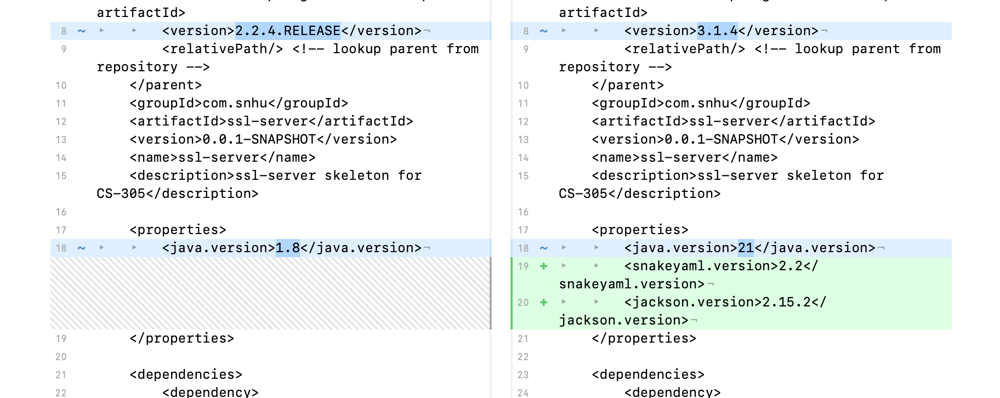 artifactId>
8 ~ <version>2.2.4.RELEASE</version>¬
9 <relativePath/> <!-- lookup parent from
repository -->
10 </parent>
11 <groupId>com.snhu</groupId>
12 <artifactId>ssl-server</artifactId>
13 <version>0.0.1-SNAPSHOT</version>
14 <name>ssl-server</name>
15 <description>ssl-server skeleton for
CS-305</description>
16
17 <properties>
18 ~ <java.version>1.8</java.version>¬
19 </properties>
20
21 <dependencies>
22 <dependency>
artifactId>
8 ~ <version>3.1.4</version>¬
9 <relativePath/> <!-- lookup parent from
repository -->
10 </parent>
11 <groupId>com.snhu</groupId>
12 <artifactId>ssl-server</artifactId>
13 <version>0.0.1-SNAPSHOT</version>
14 <name>ssl-server</name>
15 <description>ssl-server skeleton for
CS-305</description>
16
17 <properties>
18 ~ <java.version>21</java.version>¬
19 + <snakeyaml.version>2.2</
snakeyaml.version>¬
20 + <jackson.version>2.15.2</
jackson.version>¬
21 </properties>
22
23 <dependencies>
24 <dependency>